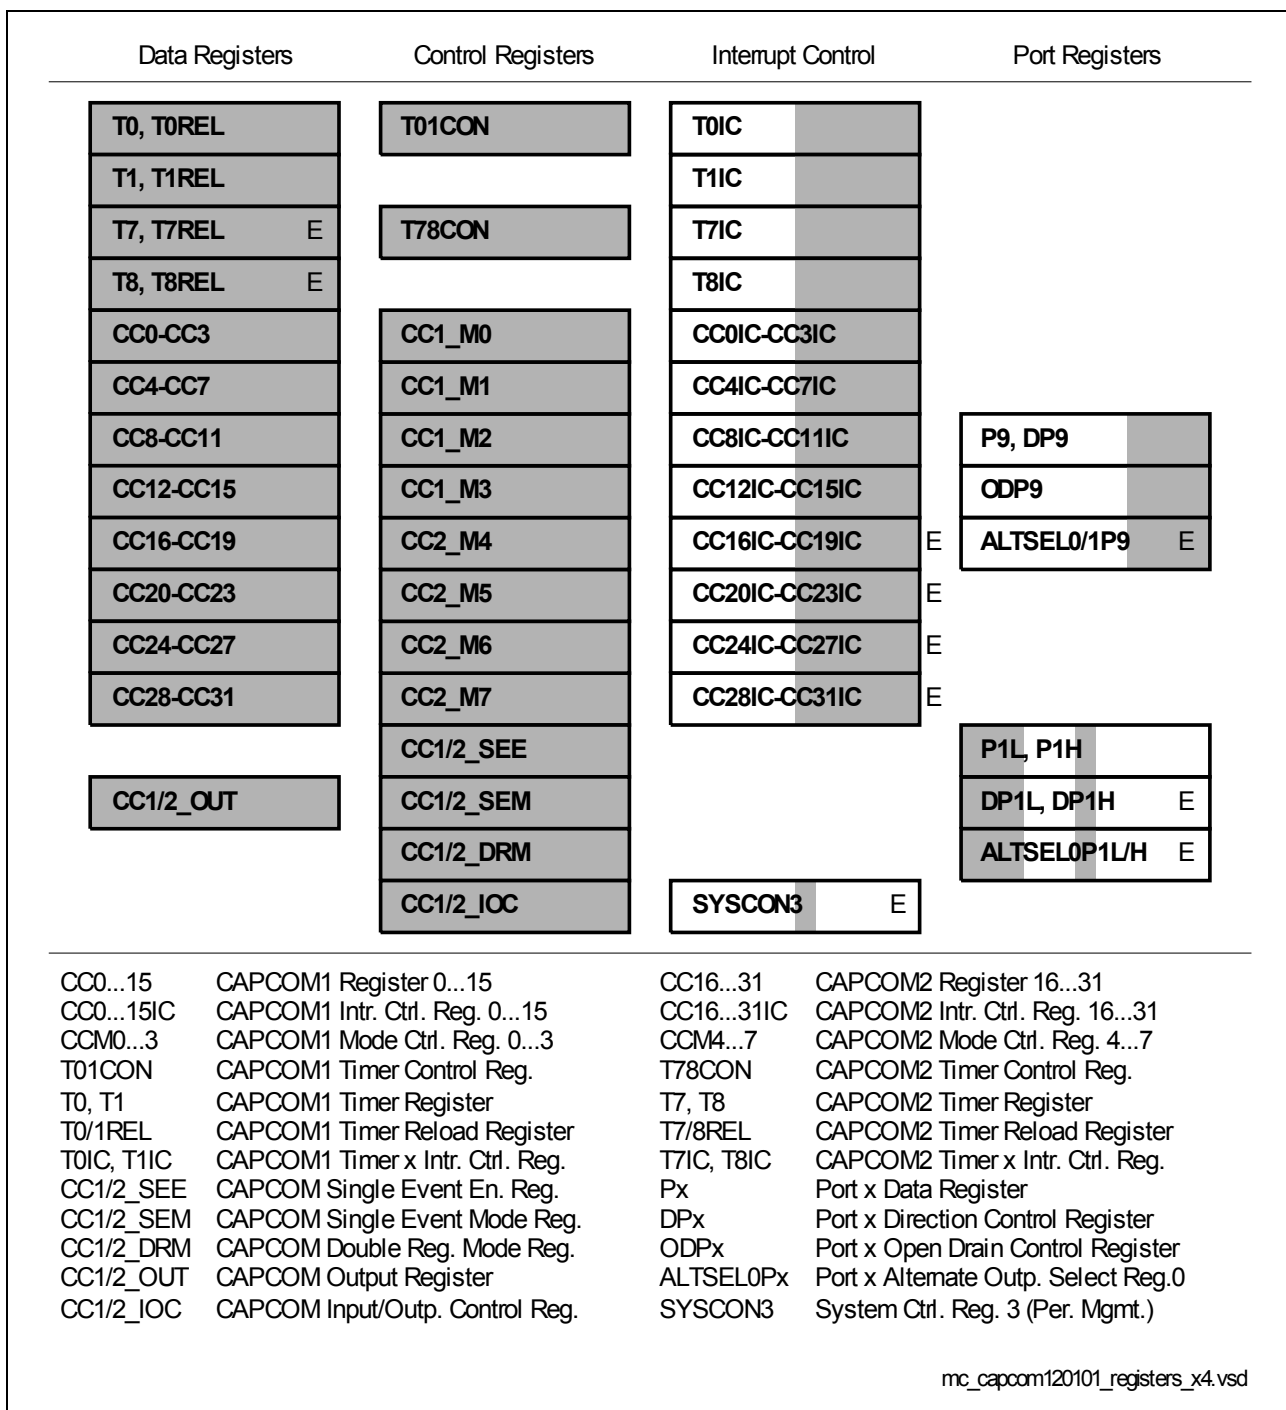 Data Registers Control Registers Interrupt Control Port Registers
T0, T0REL T01CON T0IC
T1, T1REL T1IC
T7, T7REL E T78CON T7IC
T8, T8REL E T8IC
CC0-CC3 CC1_M0 CC0IC-CC3IC
CC4-CC7 CC1_M1 CC4IC-CC7IC
CC8-CC11 CC1_M2 CC8IC-CC11IC P9, DP9
CC12-CC15 CC1_M3 CC12IC-CC15IC ODP9
CC16-CC19 CC2_M4 CC16IC-CC19IC E ALTSEL0/1P9 E
CC20-CC23 CC2_M5 CC20IC-CC23IC E
CC24-CC27 CC2_M6 CC24IC-CC27IC E
CC28-CC31 CC2_M7 CC28IC-CC31IC E
CC1/2_SEE P1L, P1H
CC1/2_OUT CC1/2_SEM DP1L, DP1H E
CC1/2_DRM ALTSEL0P1L/H E
CC1/2_IOC SYSCON3 E
CC0...15 CAPCOM1 Register 0...15 CC16...31 CAPCOM2 Register 16...31
CC0...15IC CAPCOM1 Intr. Ctrl. Reg. 0...15 CC16...31IC CAPCOM2 Intr. Ctrl. Reg. 16...31
CCM0...3 CAPCOM1 Mode Ctrl. Reg. 0...3 CCM4...7 CAPCOM2 Mode Ctrl. Reg. 4...7
T01CON CAPCOM1 Timer Control Reg. T78CON CAPCOM2 Timer Control Reg.
T0, T1 CAPCOM1 Timer Register T7, T8 CAPCOM2 Timer Register
T0/1REL CAPCOM1 Timer Reload Register T7/8REL CAPCOM2 Timer Reload Register
T0IC, T1IC CAPCOM1 Timer x Intr. Ctrl. Reg. T7IC, T8IC CAPCOM2 Timer x Intr. Ctrl. Reg.
CC1/2_SEE CAPCOM Single Event En. Reg. Px Port x Data Register
CC1/2_SEM CAPCOM Single Event Mode Reg. DPx Port x Direction Control Register
CC1/2_DRM CAPCOM Double Reg. Mode Reg. ODPx Port x Open Drain Control Register
CC1/2_OUT CAPCOM Output Register ALTSEL0Px Port x Alternate Outp. Select Reg.0
CC1/2_IOC CAPCOM Input/Outp. Control Reg. SYSCON3 System Ctrl. Reg. 3 (Per. Mgmt.)
mc_capcom120101_registers_x4.vsd